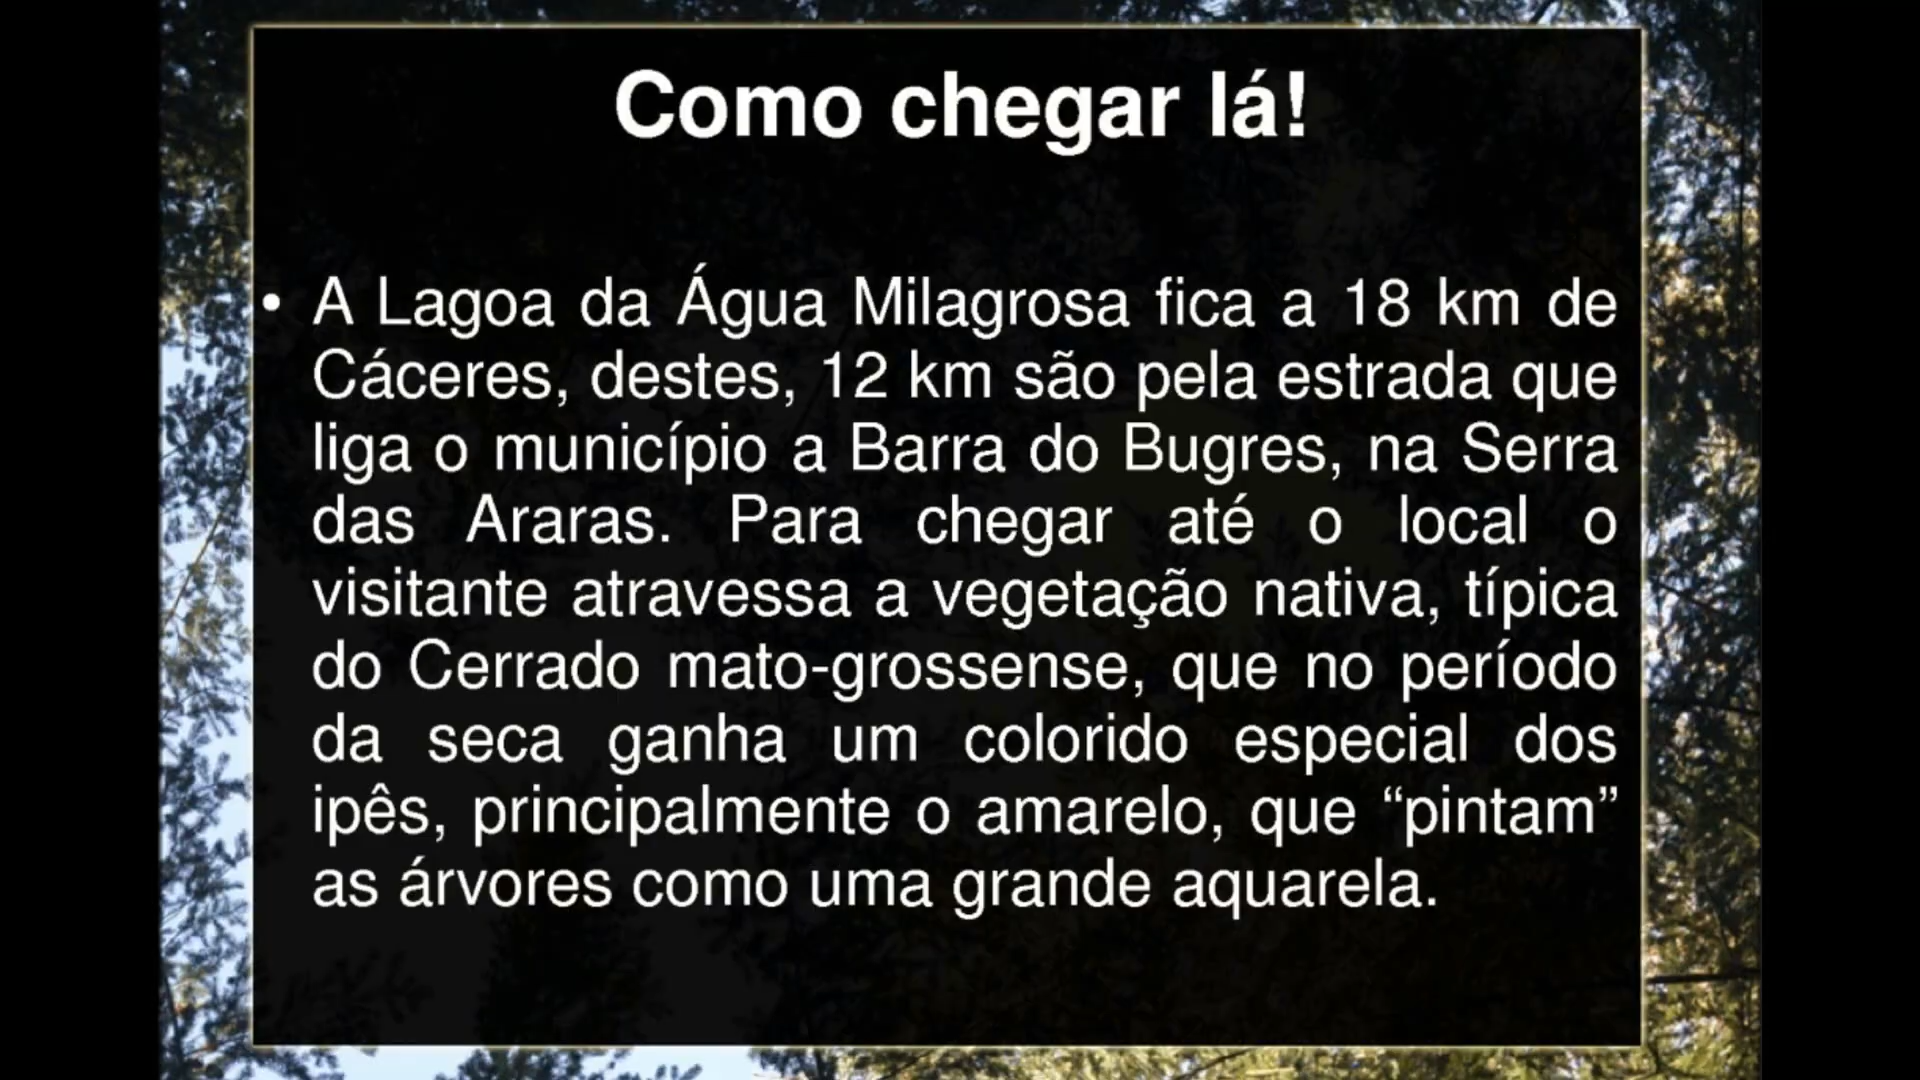 Como chegar lá!
• A Lagoa da Água Milagrosa fica a 18 km de
Cáceres, destes, 12 km são pela estrada que
liga o município a Barra do Bugres, na Serra
das Araras. Para chegar até o local o
visitante atravessa a vegetação nativa, típica
do Cerrado mato-grossense, que no período
da seca ganha um colorido especial dos
ipês, principalmente o amarelo, que “pintam”
as árvores como uma grande aquarela.